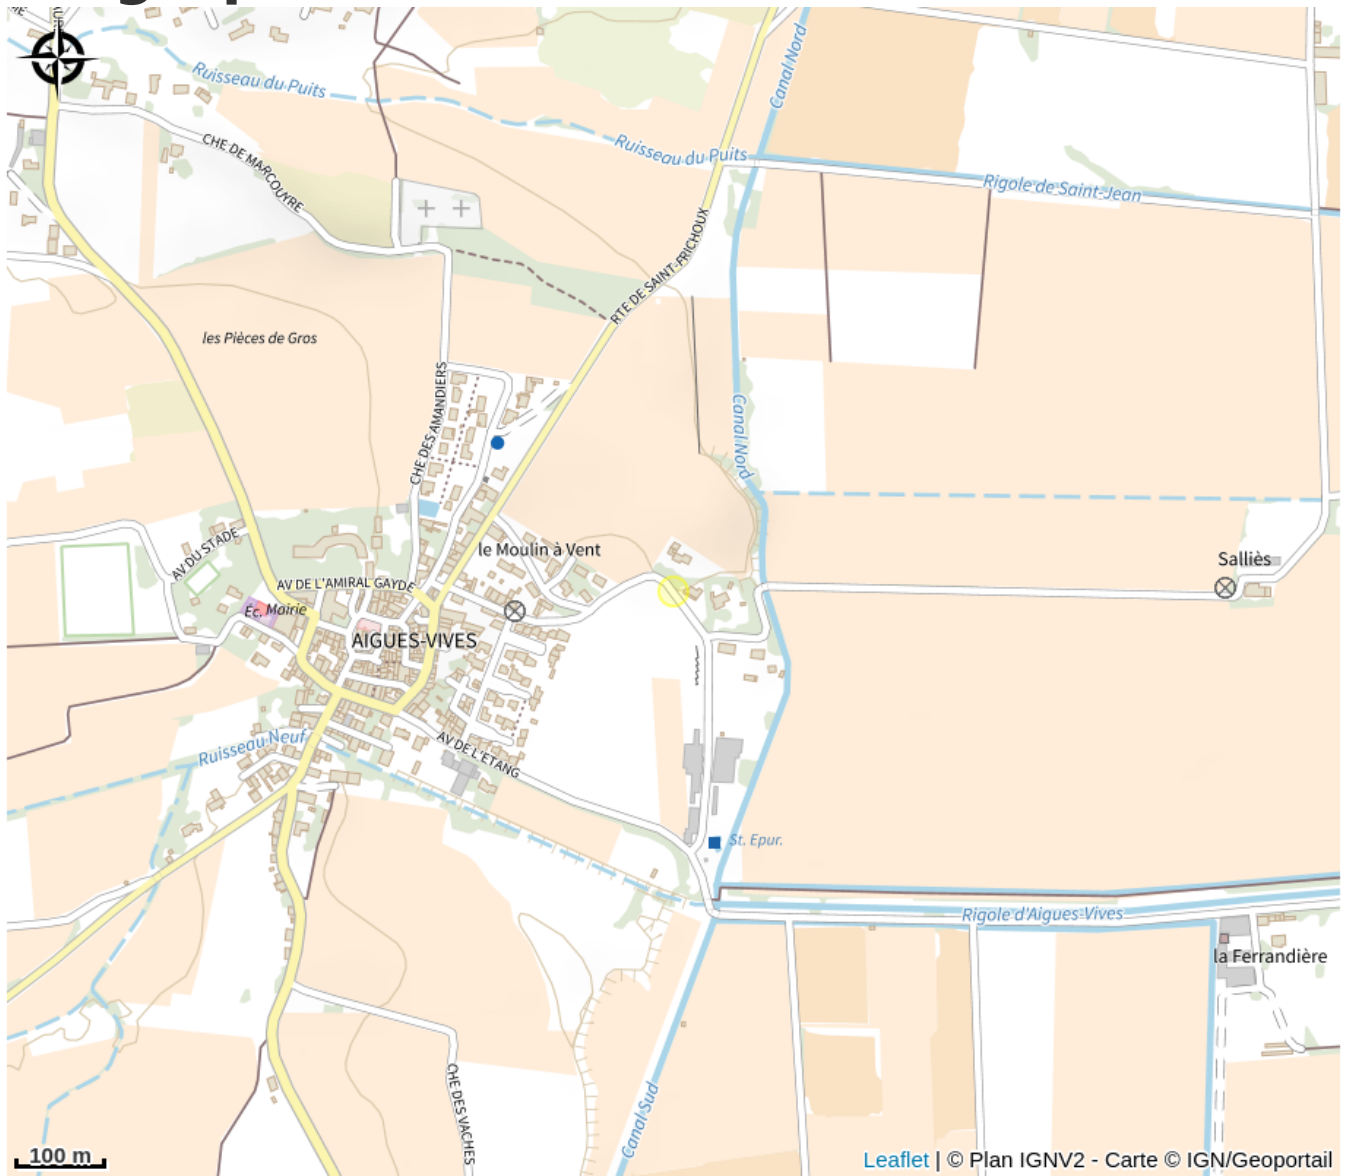 Canal Nord
Ruisseau du Puits
CHE DE MARCOUYRE
Ruisseau du Puits
Rigole de Saint-Jean
RTE DE SAINT-FRICHOUX
les Pièces de Gros
CHE DES AMANDIERS
Canal Nord
AV DU STADE
le Moulin à Vent
Salliès
AV DE L'AMIRAL GAYDE
Éc. Mairie
AIGUES-VIVES
Ruisseau Neuf
AV DE L'ETANG
St. Epur.
Rigole d'Aigues-Vives
la Ferrandière
CHE DES VACHES
Canal Sud
100 m
Leaflet | © Plan IGNV2 - Carte © IGN/Geoportail